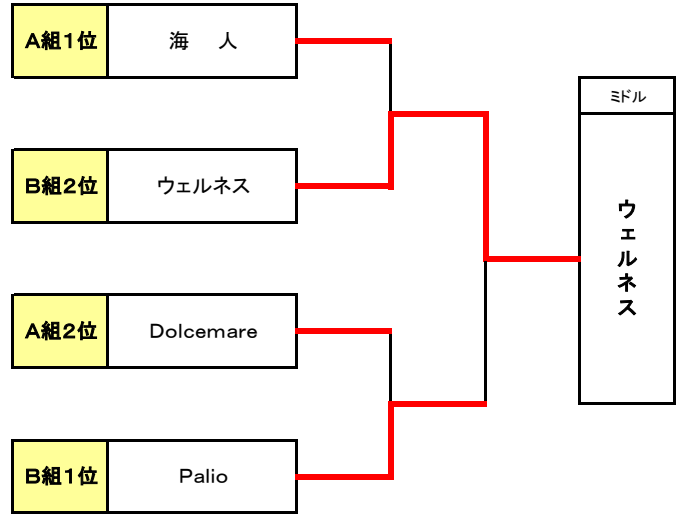 A組1位
海 人
B組2位
ウェルネス
A組2位
Dolcemare
B組1位
Palio
ミドル
ウェルネス